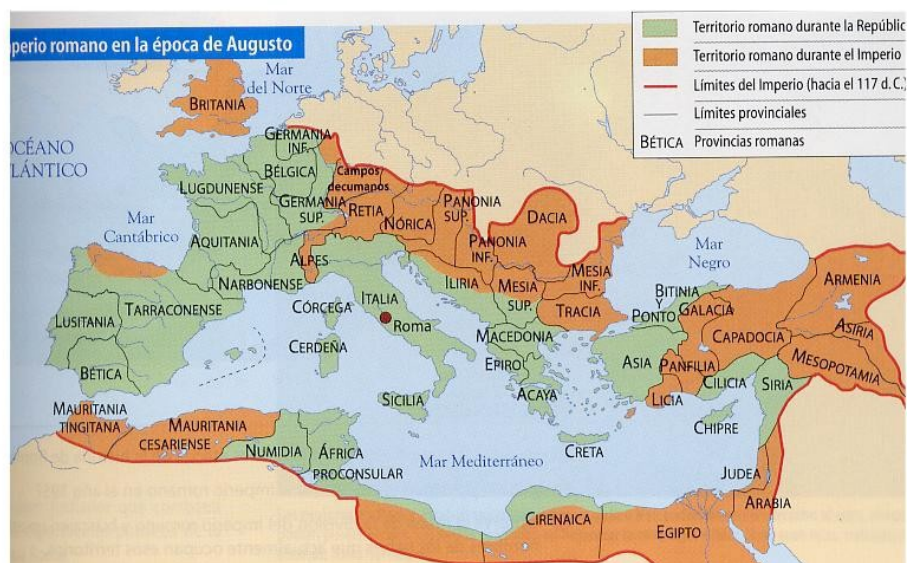 perio romano en la época de Augusto
Territorio romano durante la Repúblic
Territorio romano durante el Imperio
Límites del Imperio (hacia el 117 d. C.)
Límites provinciales
BÉTICA Provincias romanas
Mar
del Norte
BRITANIA
OCÉANO
ATLÁNTICO
GERMANIA
INF.
BÉLGICA
LUGDUNENSE
Campos
decumanos
GERMANIA
SUP.
RETIA
NÓRICA
PANONIA
SUP.
DACIA
Mar
Cantábrico
AQUITANIA
PANONIA
INF.
Mar
Negro
ALPES
NARBONENSE
ILIRIA
MESIA
SUP.
MESIA
INF.
ARMENIA
TARRACONENSE
LUSITANIA
CÓRCEGA
ITALIA
Roma
TRACIA
BITINIA
Y
PONTO
GALACIA
CAPADOCIA
ASIRIA
MACEDONIA
CERDEÑA
EPIRO
ASIA
PANFILIA
MESOPOTAMIA
BÉTICA
CILICIA
SIRIA
SICILIA
ACAYA
LICIA
MAURITANIA
TINGITANA
MAURITANIA
CESARIENSE
CHIPRE
NUMIDIA
ÁFRICA
PROCONSULAR
Mar Mediterráneo
CRETA
JUDEA
ARABIA
CIRENAICA
EGIPTO